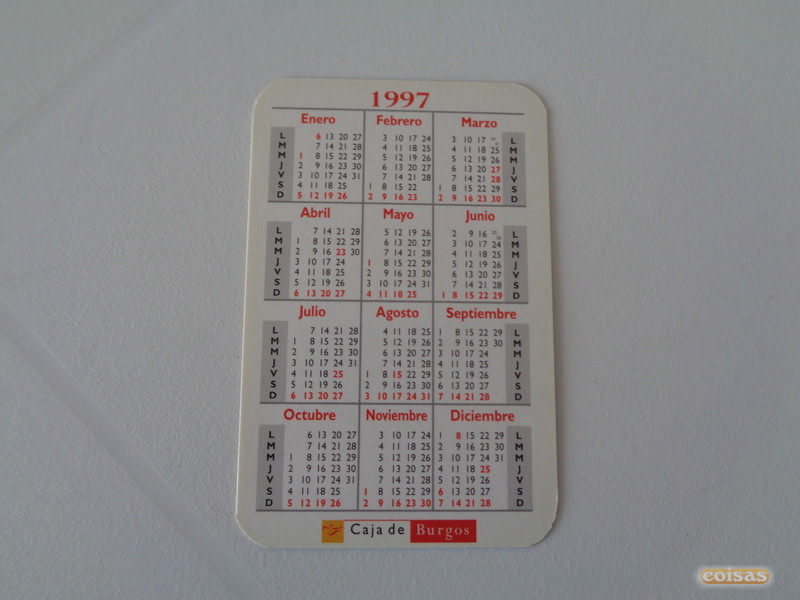 1997
Enero Febrero Marzo
L 6 13 20 27 3 10 17 24 3 10 17 24 31 L
M 7 14 21 28 4 11 18 25 4 11 18 25 M
M 1 8 15 22 29 5 12 19 26 5 12 19 26 M
J 2 9 16 23 30 6 13 20 27 6 13 20 27 J
V 3 10 17 24 31 7 14 21 28 7 14 21 28 V
S 4 11 18 25 1 8 15 22 1 8 15 22 29 S
D 5 12 19 26 2 9 16 23 2 9 16 23 30 D
Abril Mayo Junio
L 7 14 21 28 5 12 19 26 2 9 16 23 30 L
M 1 8 15 22 29 6 13 20 27 3 10 17 24 M
M 2 9 16 23 30 7 14 21 28 4 11 18 25 M
J 3 10 17 24 1 8 15 22 29 5 12 19 26 J
V 4 11 18 25 2 9 16 23 30 6 13 20 27 V
S 5 12 19 26 3 10 17 24 31 7 14 21 28 S
D 6 13 20 27 4 11 18 25 1 8 15 22 29 D
Julio Agosto Septiembre
L 7 14 21 28 4 11 18 25 1 8 15 22 29 L
M 1 8 15 22 29 5 12 19 26 2 9 16 23 30 M
M 2 9 16 23 30 6 13 20 27 3 10 17 24 M
J 3 10 17 24 31 7 14 21 28 4 11 18 25 J
V 4 11 18 25 1 8 15 22 29 5 12 19 26 V
S 5 12 19 26 2 9 16 23 30 6 13 20 27 S
D 6 13 20 27 3 10 17 24 31 7 14 21 28 D
Octubre Noviembre Diciembre
L 6 13 20 27 3 10 17 24 1 8 15 22 29 L
M 7 14 21 28 4 11 18 25 2 9 16 23 30 M
M 1 8 15 22 29 5 12 19 26 3 10 17 24 31 M
J 2 9 16 23 30 6 13 20 27 4 11 18 25 J
V 3 10 17 24 31 7 14 21 28 5 12 19 26 V
S 4 11 18 25 1 8 15 22 29 6 13 20 27 S
D 5 12 19 26 2 9 16 23 30 7 14 21 28 D
Caja de Burgos
coisas